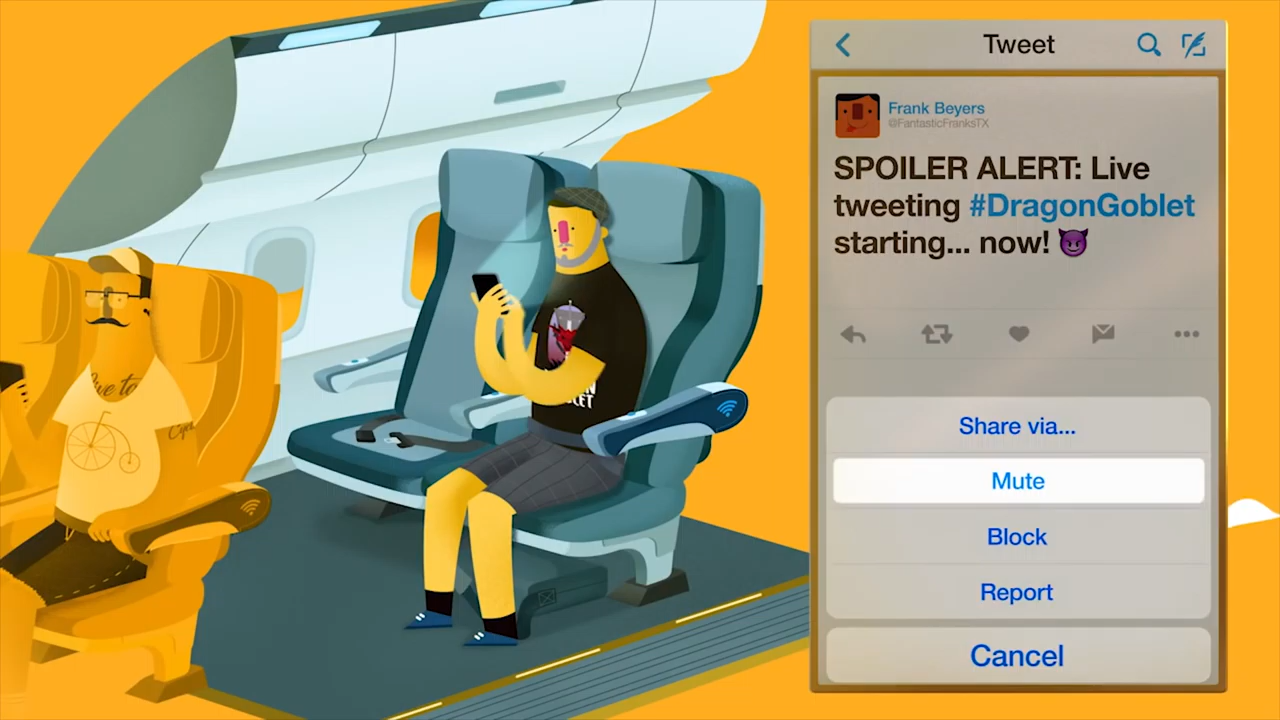 Tweet
Frank Beyers
@FantasticFranksTX
SPOILER ALERT: Live
tweeting #DragonGoblet
starting... now! 😈
Share via...
Mute
Block
Report
Cancel